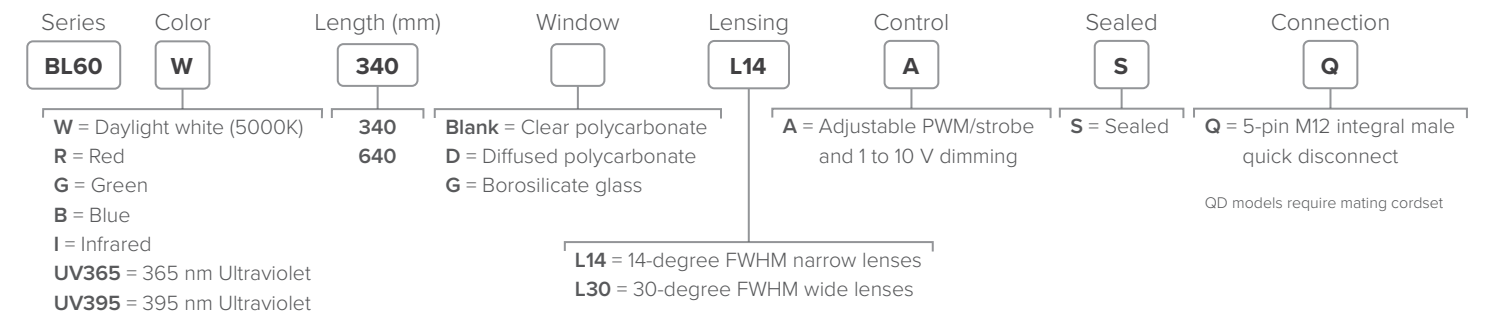 Series Color Length (mm) Window Lensing Control Sealed Connection
BL60 W 340 L14 A S Q
W = Daylight white (5000K)
R = Red
G = Green
B = Blue
I = Infrared
UV365 = 365 nm Ultraviolet
UV395 = 395 nm Ultraviolet
340
640
Blank = Clear polycarbonate
D = Diffused polycarbonate
G = Borosilicate glass
L14 = 14-degree FWHM narrow lenses
L30 = 30-degree FWHM wide lenses
A = Adjustable PWM/strobe
and 1 to 10 V dimming
S = Sealed
Q = 5-pin M12 integral male
quick disconnect
QD models require mating cordset